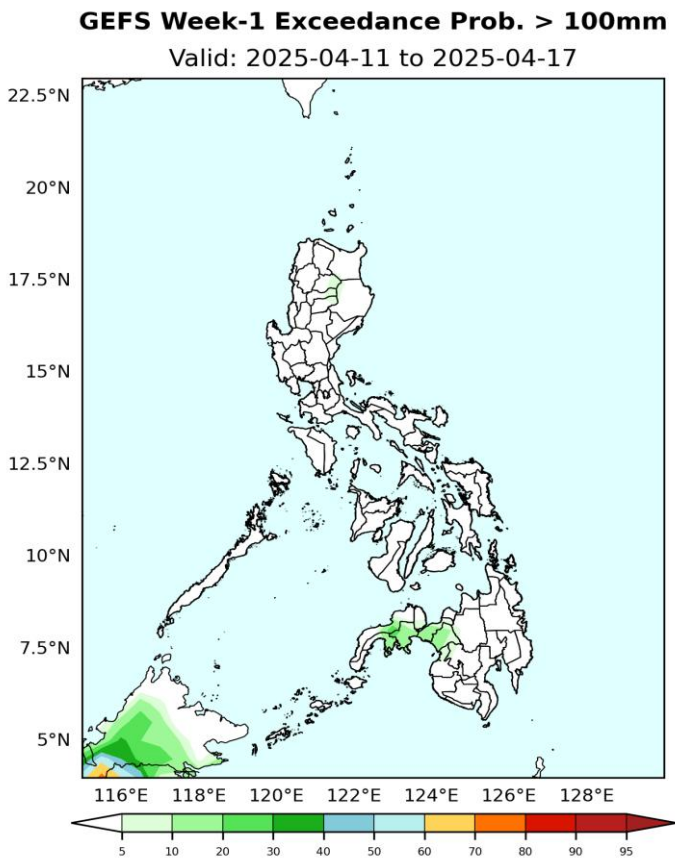 GEFS Week-1 Exceedance Prob. > 100mm
Valid: 2025-04-11 to 2025-04-17
22.5°N
20°N
17.5°N
15°N
12.5°N
10°N
7.5°N
5°N
116°E 118°E 120°E 122°E 124°E 126°E 128°E
5 10 20 30 40 50 60 70 80 90 95